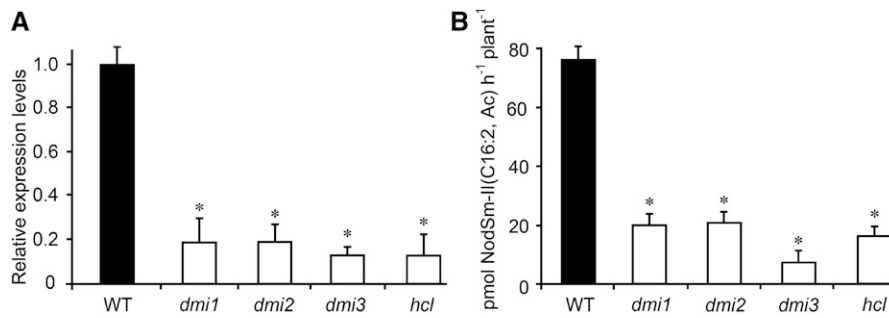 A
Relative expression levels
1.0
0.8
0.6
0.4
0.2
0
*
*
*
*
WT
dmi1
dmi2
dmi3
hcl
B
pmol NodSm-II(C16:2, Ac) h⁻¹ plant⁻¹
80
60
40
20
0
*
*
*
*
WT
dmi1
dmi2
dmi3
hcl